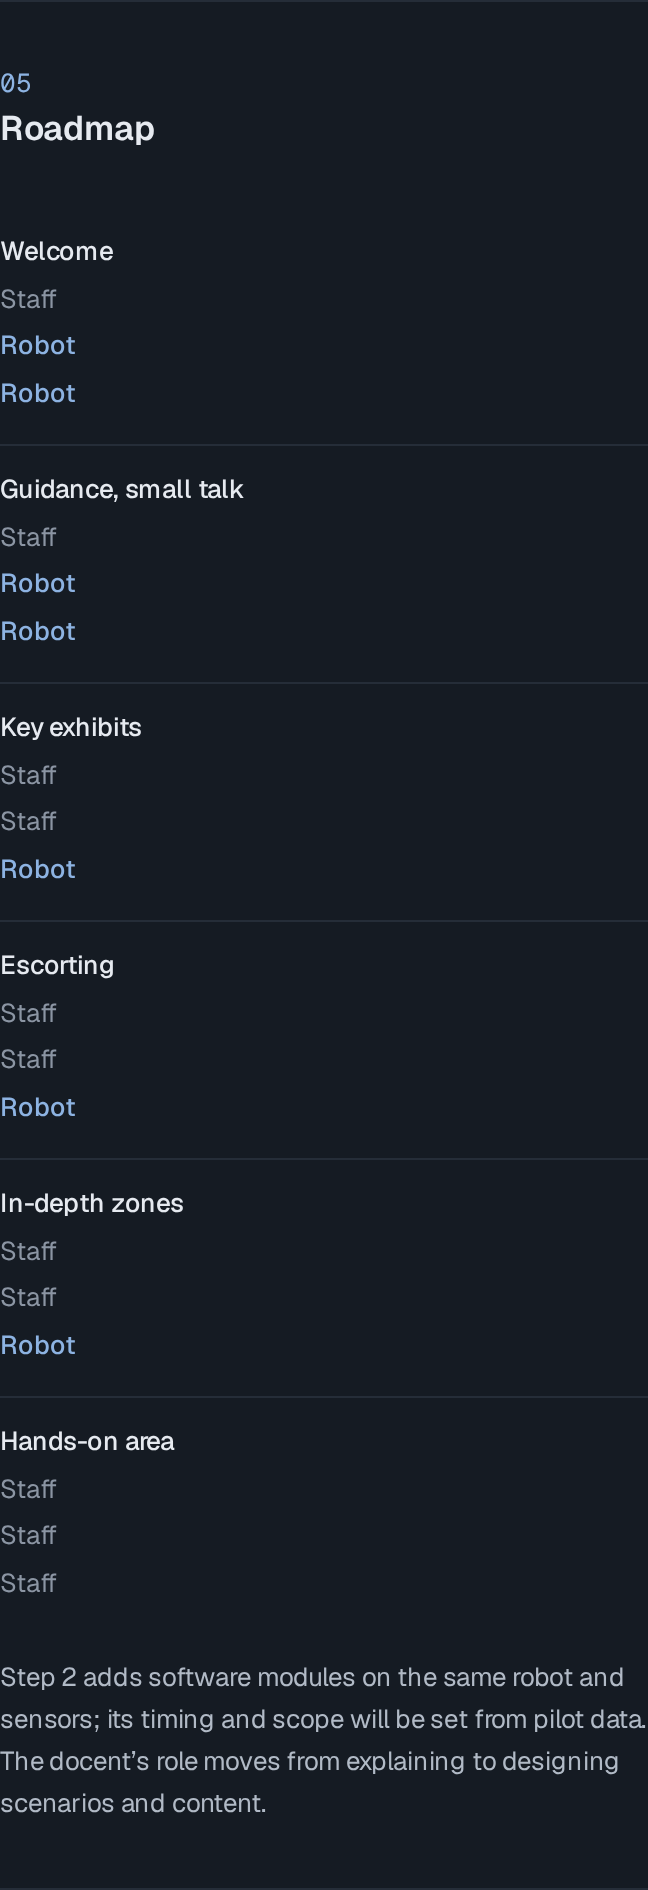 05
Roadmap
Welcome
Staff
Robot
Robot
Guidance, small talk
Staff
Robot
Robot
Key exhibits
Staff
Staff
Robot
Escorting
Staff
Staff
Robot
In-depth zones
Staff
Staff
Robot
Hands-on area
Staff
Staff
Staff
Step 2 adds software modules on the same robot and
sensors; its timing and scope will be set from pilot data.
The docent’s role moves from explaining to designing
scenarios and content.